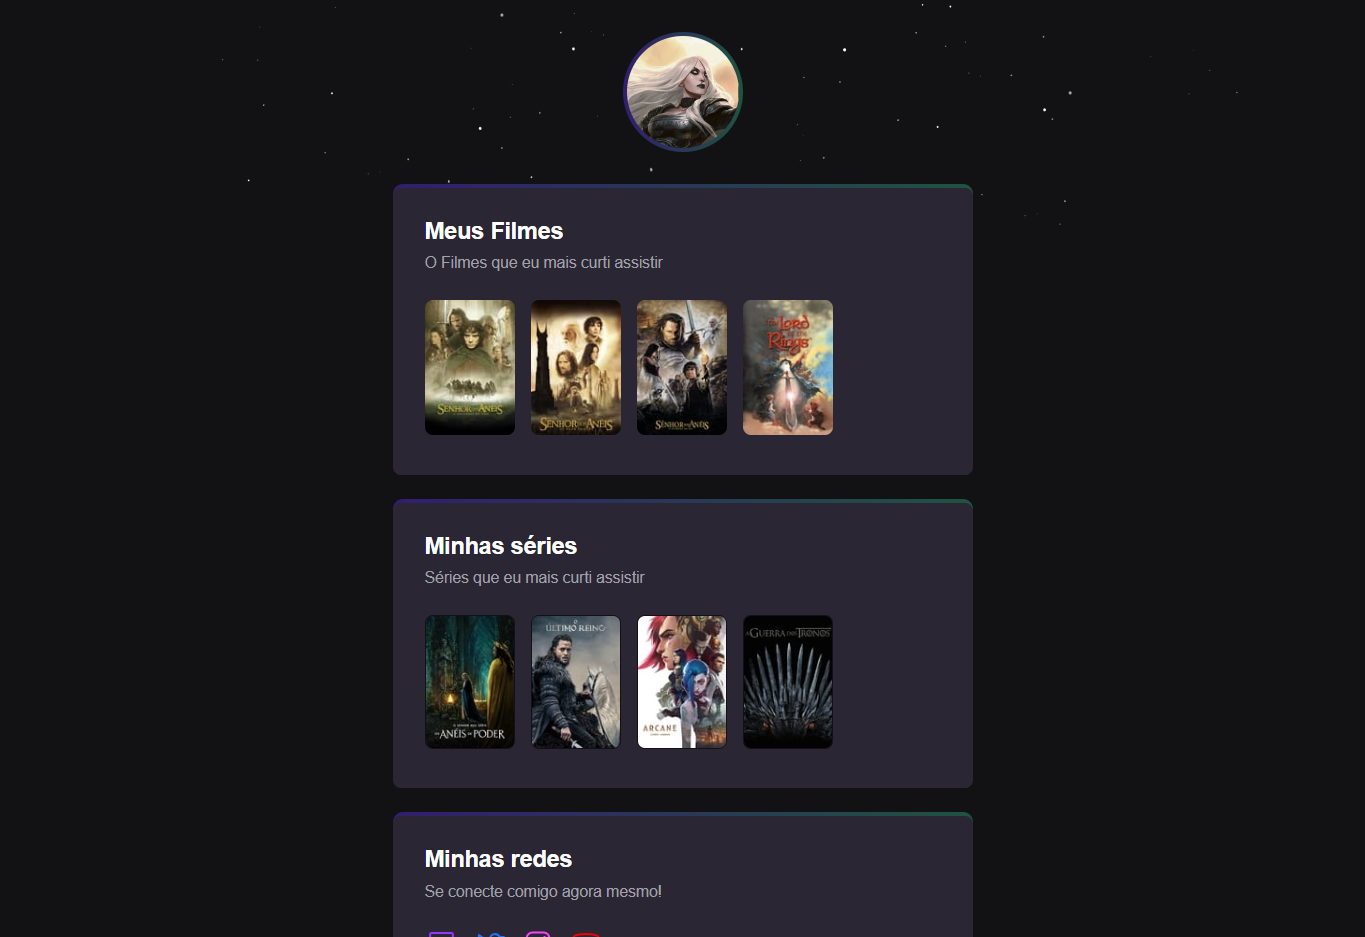 Meus Filmes
O Filmes que eu mais curti assistir
SENHOR DOS ANÉIS
SENHOR DOS ANÉIS
SENHOR DOS ANÉIS
THE LORD
OF THE
RINGS
Minhas séries
Séries que eu mais curti assistir
OS ANÉIS DE PODER
O
ÚLTIMO REINO
ARCANE
A GUERRA DOS TRONOS
Minhas redes
Se conecte comigo agora mesmo!